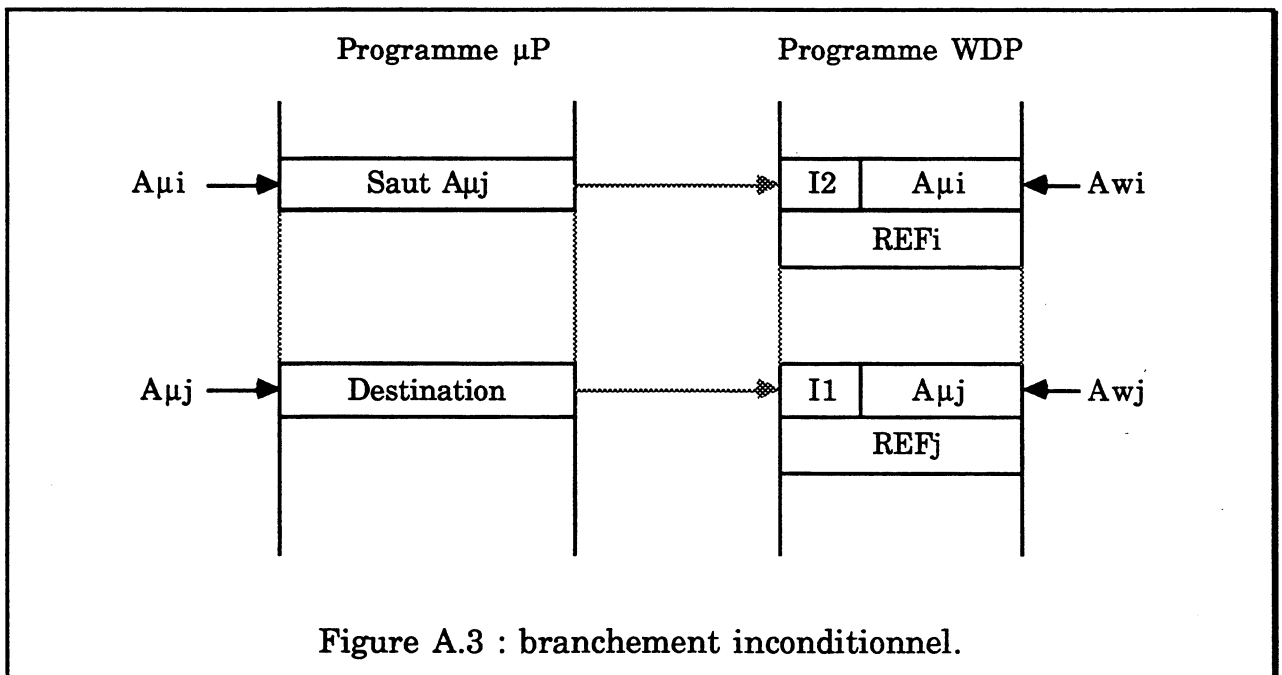 Programme µP
Programme WDP
Aµi
Saut Aµj
I2
Aµi
Awi
REFi
Aµj
Destination
I1
Aµj
Awj
REFj
Figure A.3 : branchement inconditionnel.